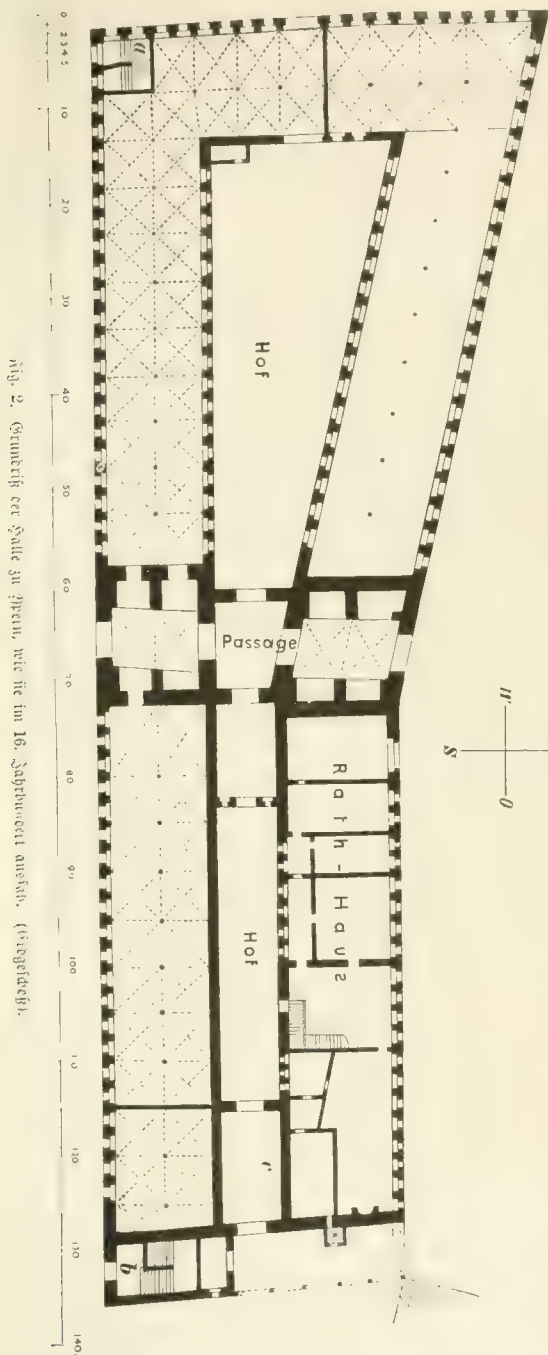 a
Hof
Passage
Rath-Haus
Hof
c
b
W
O
S
0 2 3 4 5 10 20 30 40 50 60 70 80 90 100 110 120 130 140
Fig. 2. Grundriß der Halle zu Ypern, wie sie im 16. Jahrhundert aussah. (Erdgeschoß).